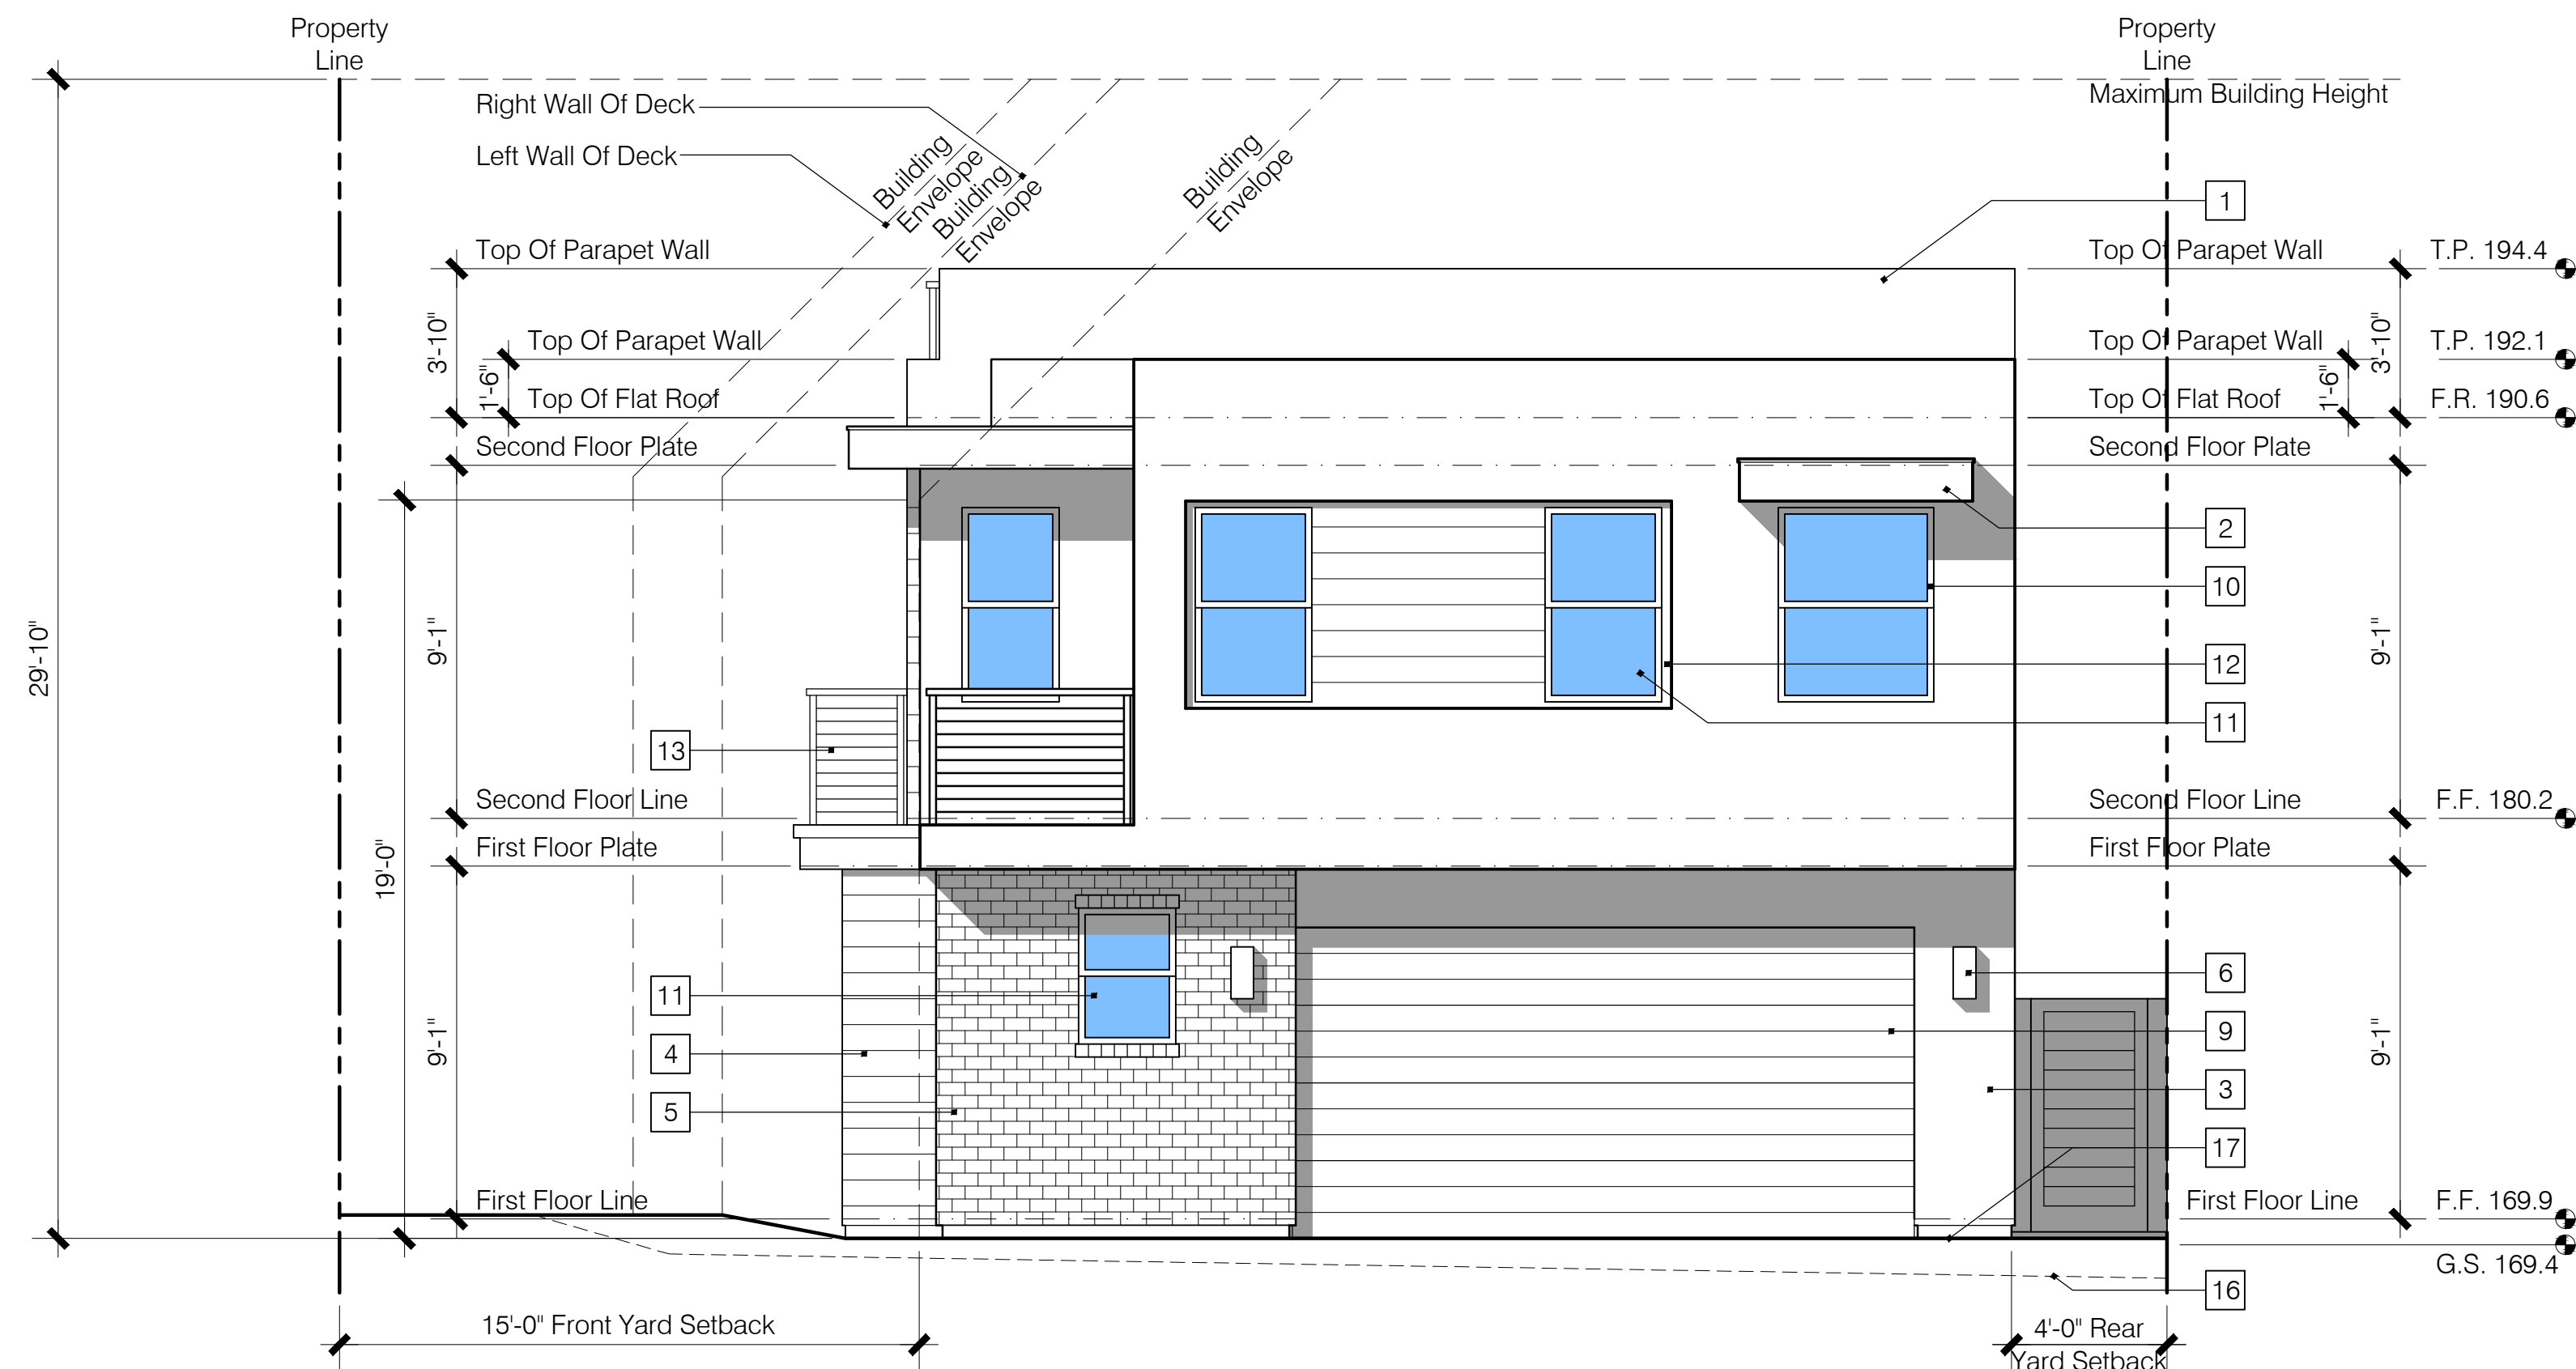 Property
Line
Property
Line
Maximum Building Height
Right Wall Of Deck
Left Wall Of Deck
Building
Envelope
Building
Envelope
Building
Envelope
1
Top Of Parapet Wall
Top Of Parapet Wall
T.P. 194.4
3'-10"
3'-10"
Top Of Parapet Wall
Top Of Parapet Wall
T.P. 192.1
1'-6"
1'-6"
Top Of Flat Roof
Top Of Flat Roof
F.R. 190.6
Second Floor Plate
Second Floor Plate
2
10
9'-1"
9'-1"
29'-10"
12
11
13
Second Floor Line
Second Floor Line
F.F. 180.2
First Floor Plate
First Floor Plate
19'-0"
6
11
9
4
9'-1"
9'-1"
3
5
17
First Floor Line
First Floor Line
F.F. 169.9
G.S. 169.4
16
15'-0" Front Yard Setback
4'-0" Rear
Yard Setback